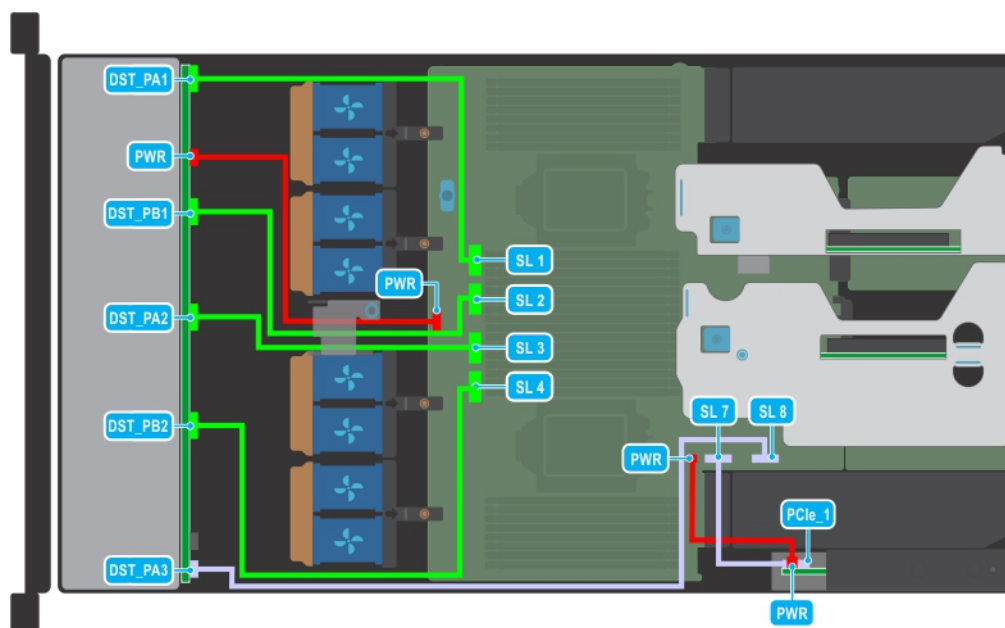 DST_PA1
PWR
DST_PB1
SL 1
PWR
SL 2
DST_PA2
SL 3
SL 4
SL 7
SL 8
DST_PB2
PWR
PCIe_1
DST_PA3
PWR